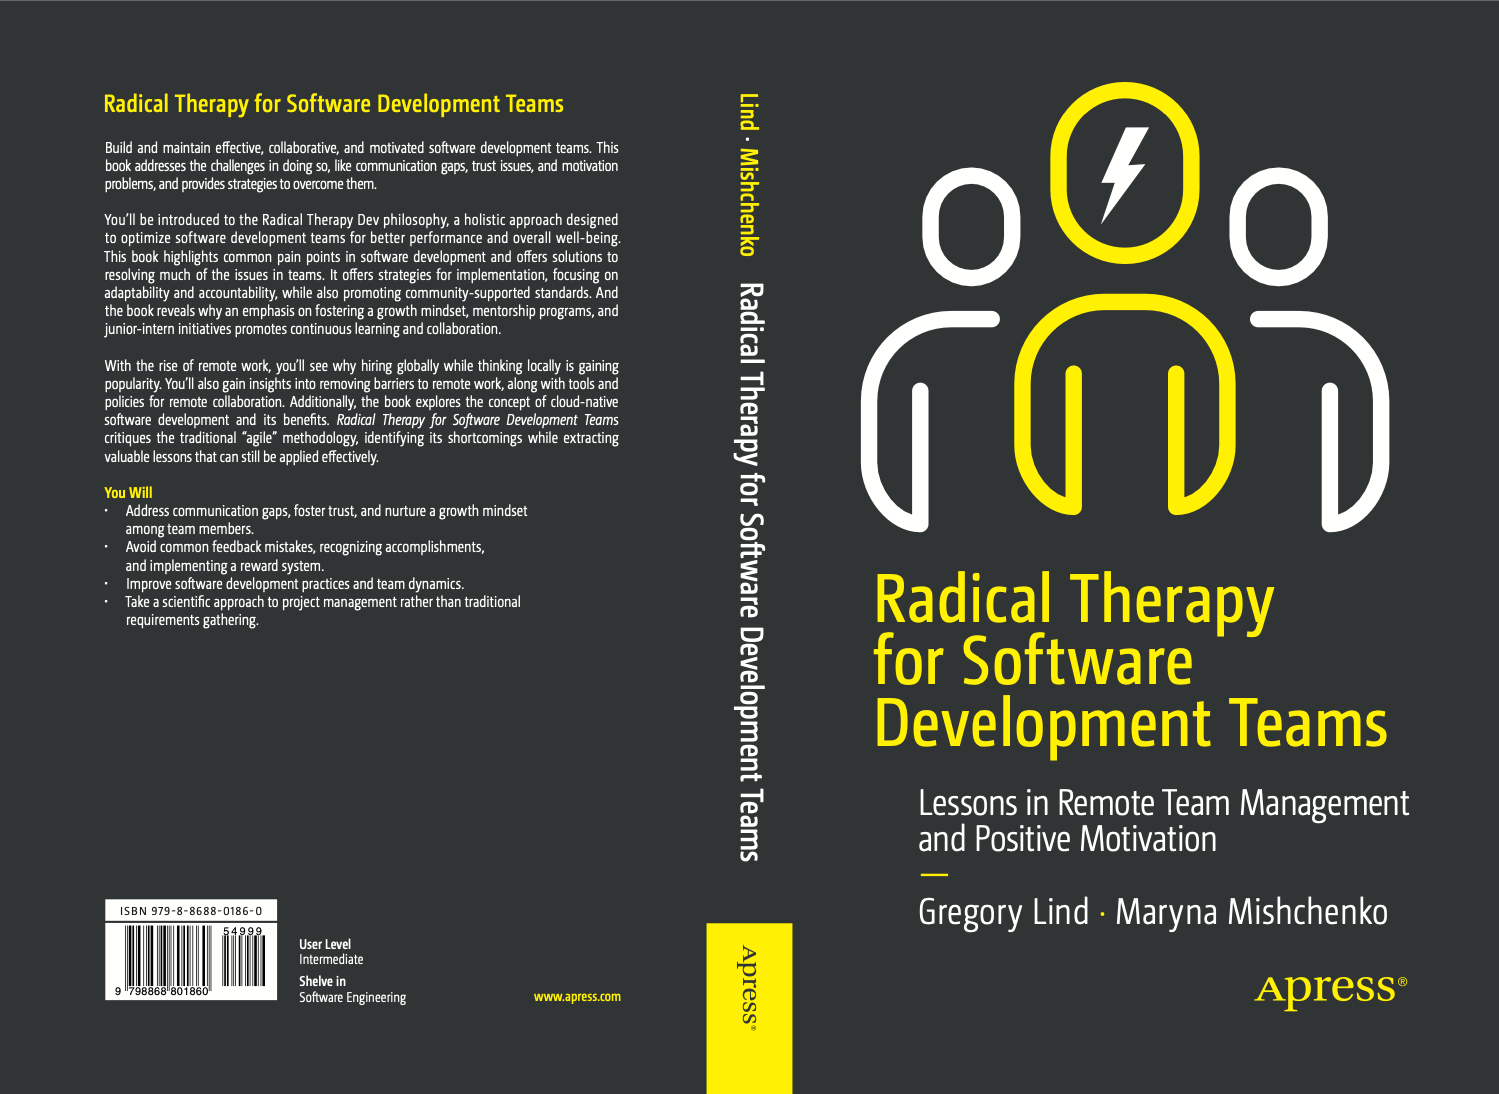 Radical Therapy for Software Development Teams
Build and maintain effective, collaborative, and motivated software development teams. This
book addresses the challenges in doing so, like communication gaps, trust issues, and motivation
problems, and provides strategies to overcome them.
You'll be introduced to the Radical Therapy Dev philosophy, a holistic approach designed
to optimize software development teams for better performance and overall well-being.
This book highlights common pain points in software development and offers solutions to
resolving much of the issues in teams. It offers strategies for implementation, focusing on
adaptability and accountability, while also promoting community-supported standards. And
the book reveals why an emphasis on fostering a growth mindset, mentorship programs, and
junior-intern initiatives promotes continuous learning and collaboration.
With the rise of remote work, you'll see why hiring globally while thinking locally is gaining
popularity. You'll also gain insights into removing barriers to remote work, along with tools and
policies for remote collaboration. Additionally, the book explores the concept of cloud-native
software development and its benefits. Radical Therapy for Software Development Teams
critiques the traditional "agile" methodology, identifying its shortcomings while extracting
valuable lessons that can still be applied effectively.
You Will
· Address communication gaps, foster trust, and nurture a growth mindset
among team members.
· Avoid common feedback mistakes, recognizing accomplishments,
and implementing a reward system.
· Improve software development practices and team dynamics.
· Take a scientific approach to project management rather than traditional
requirements gathering.
ISBN 979-8-8688-0186-0
54999
9 798868 801860
User Level
Intermediate
Shelve in
Software Engineering
www.apress.com
Lind · Mishchenko Radical Therapy for Software Development Teams
Apress®
Radical Therapy
for Software
Development Teams
Lessons in Remote Team Management
and Positive Motivation
Gregory Lind · Maryna Mishchenko
Apress®